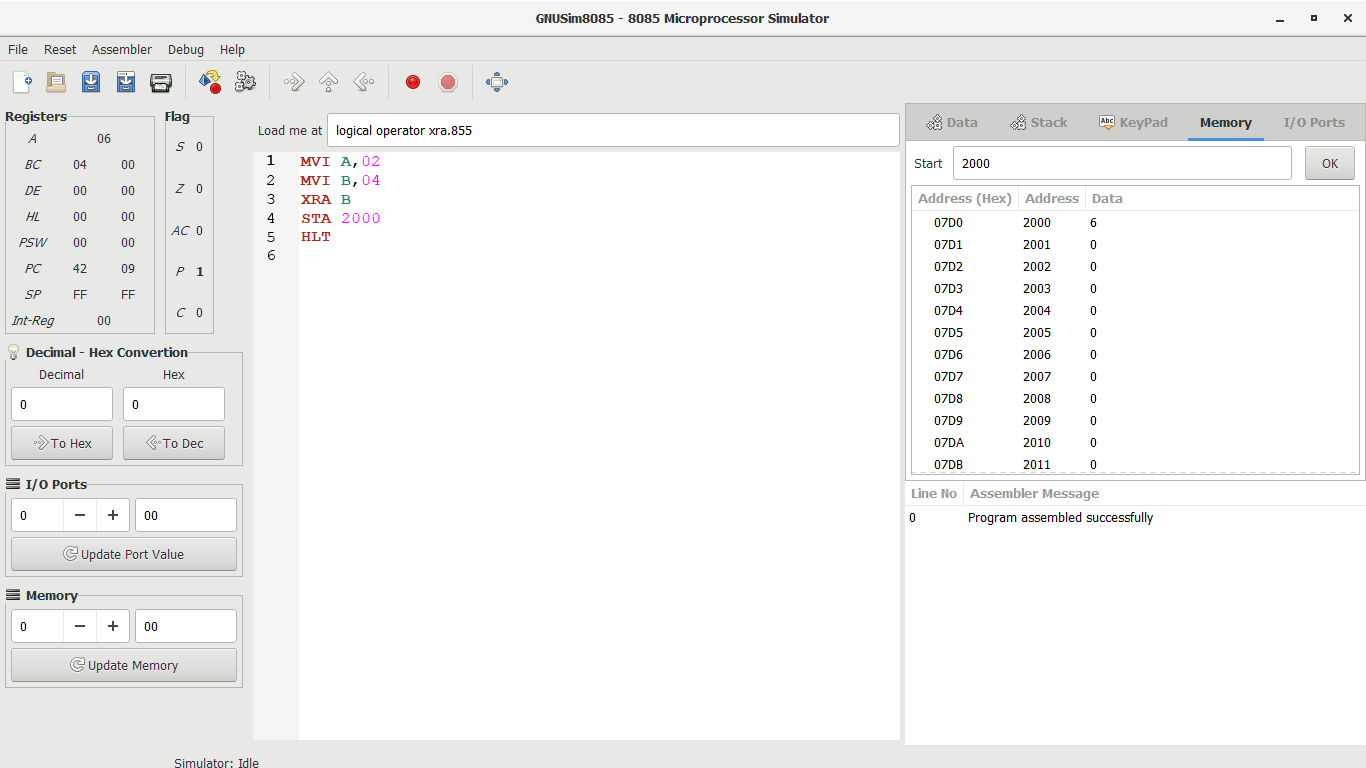 GNUSim8085 - 8085 Microprocessor Simulator
File Reset Assembler Debug Help
Registers
A 06
BC 04 00
DE 00 00
HL 00 00
PSW 00 00
PC 42 09
SP FF FF
Int-Reg 00
Flag
S 0
Z 0
AC 0
P 1
C 0
Decimal - Hex Convertion
Decimal Hex
0 0
To Hex To Dec
I/O Ports
0 − + 00
Update Port Value
Memory
0 − + 00
Update Memory
Load me at logical operator xra.855
1 MVI A,02
2 MVI B,04
3 XRA B
4 STA 2000
5 HLT
6
Data Stack Abc KeyPad Memory I/O Ports
Start 2000 OK
Address (Hex) Address Data
07D0 2000 6
07D1 2001 0
07D2 2002 0
07D3 2003 0
07D4 2004 0
07D5 2005 0
07D6 2006 0
07D7 2007 0
07D8 2008 0
07D9 2009 0
07DA 2010 0
07DB 2011 0
Line No Assembler Message
0 Program assembled successfully
Simulator: Idle